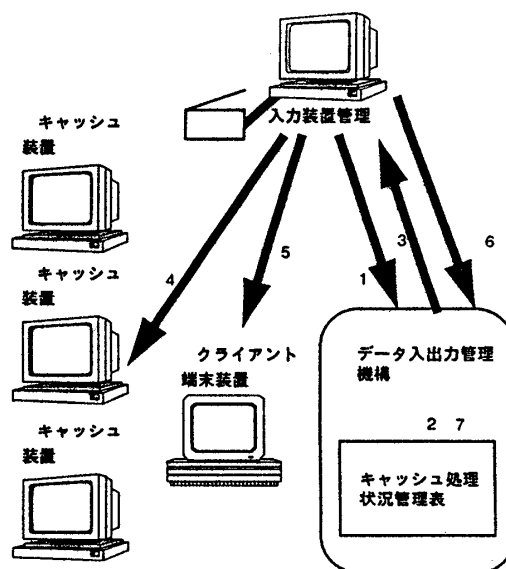 入力装置管理
キャッシュ
装置
キャッシュ
装置
キャッシュ
装置
4
5
1
3
6
クライアント
端末装置
データ入出力管理
機構
2 7
キャッシュ処理
状況管理表